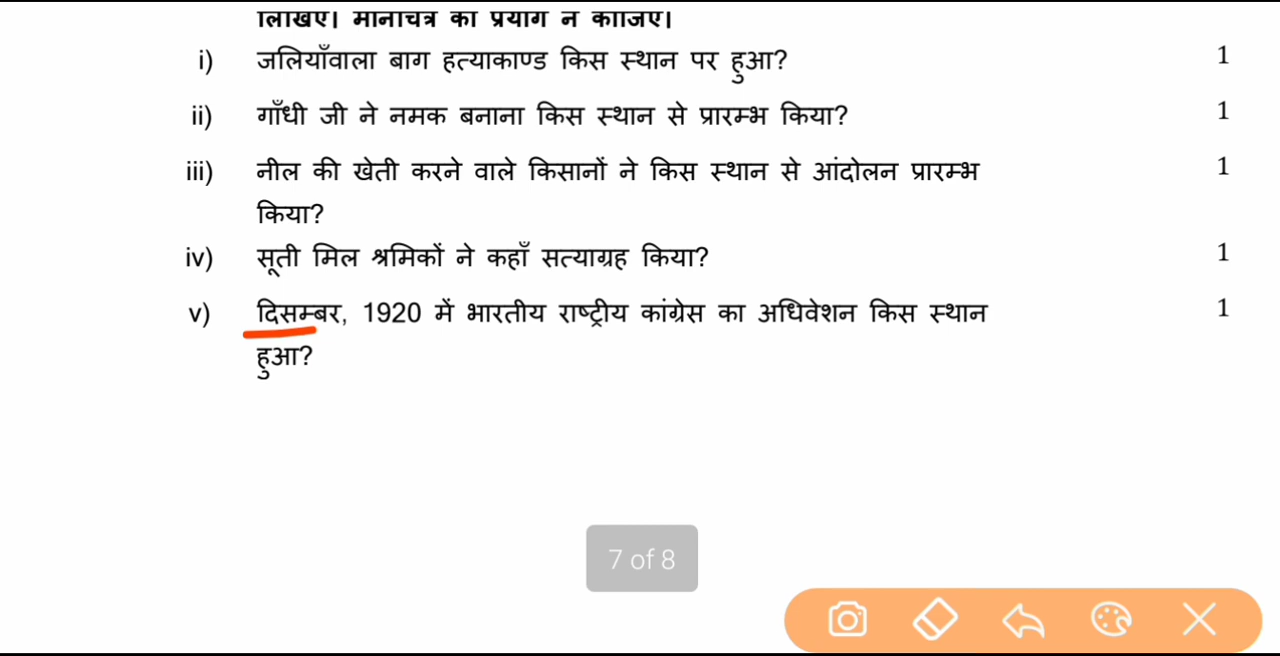 लिखिए। मानचित्र का प्रयोग न कीजिए।
i) जलियाँवाला बाग हत्याकाण्ड किस स्थान पर हुआ? 1
ii) गाँधी जी ने नमक बनाना किस स्थान से प्रारम्भ किया? 1
iii) नील की खेती करने वाले किसानों ने किस स्थान से आंदोलन प्रारम्भ 1
किया?
iv) सूती मिल श्रमिकों ने कहाँ सत्याग्रह किया? 1
v) दिसम्बर, 1920 में भारतीय राष्ट्रीय कांग्रेस का अधिवेशन किस स्थान 1
हुआ?
7 of 8